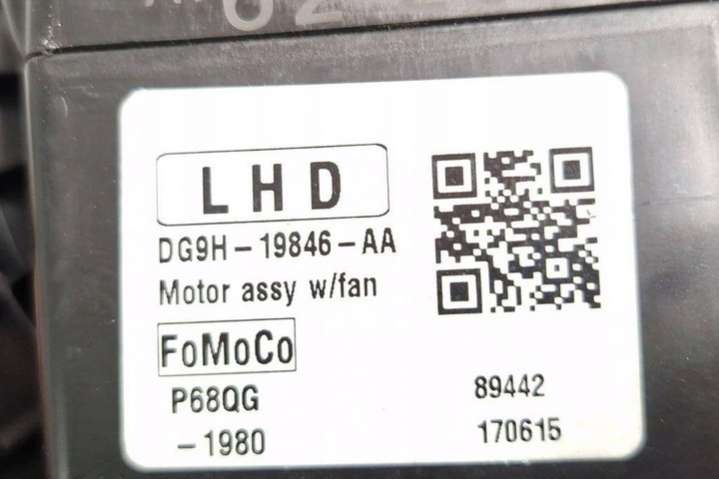 LHD
DG9H-19846-AA
Motor assy w/fan
FoMoCo
P68QG 89442
-1980 170615